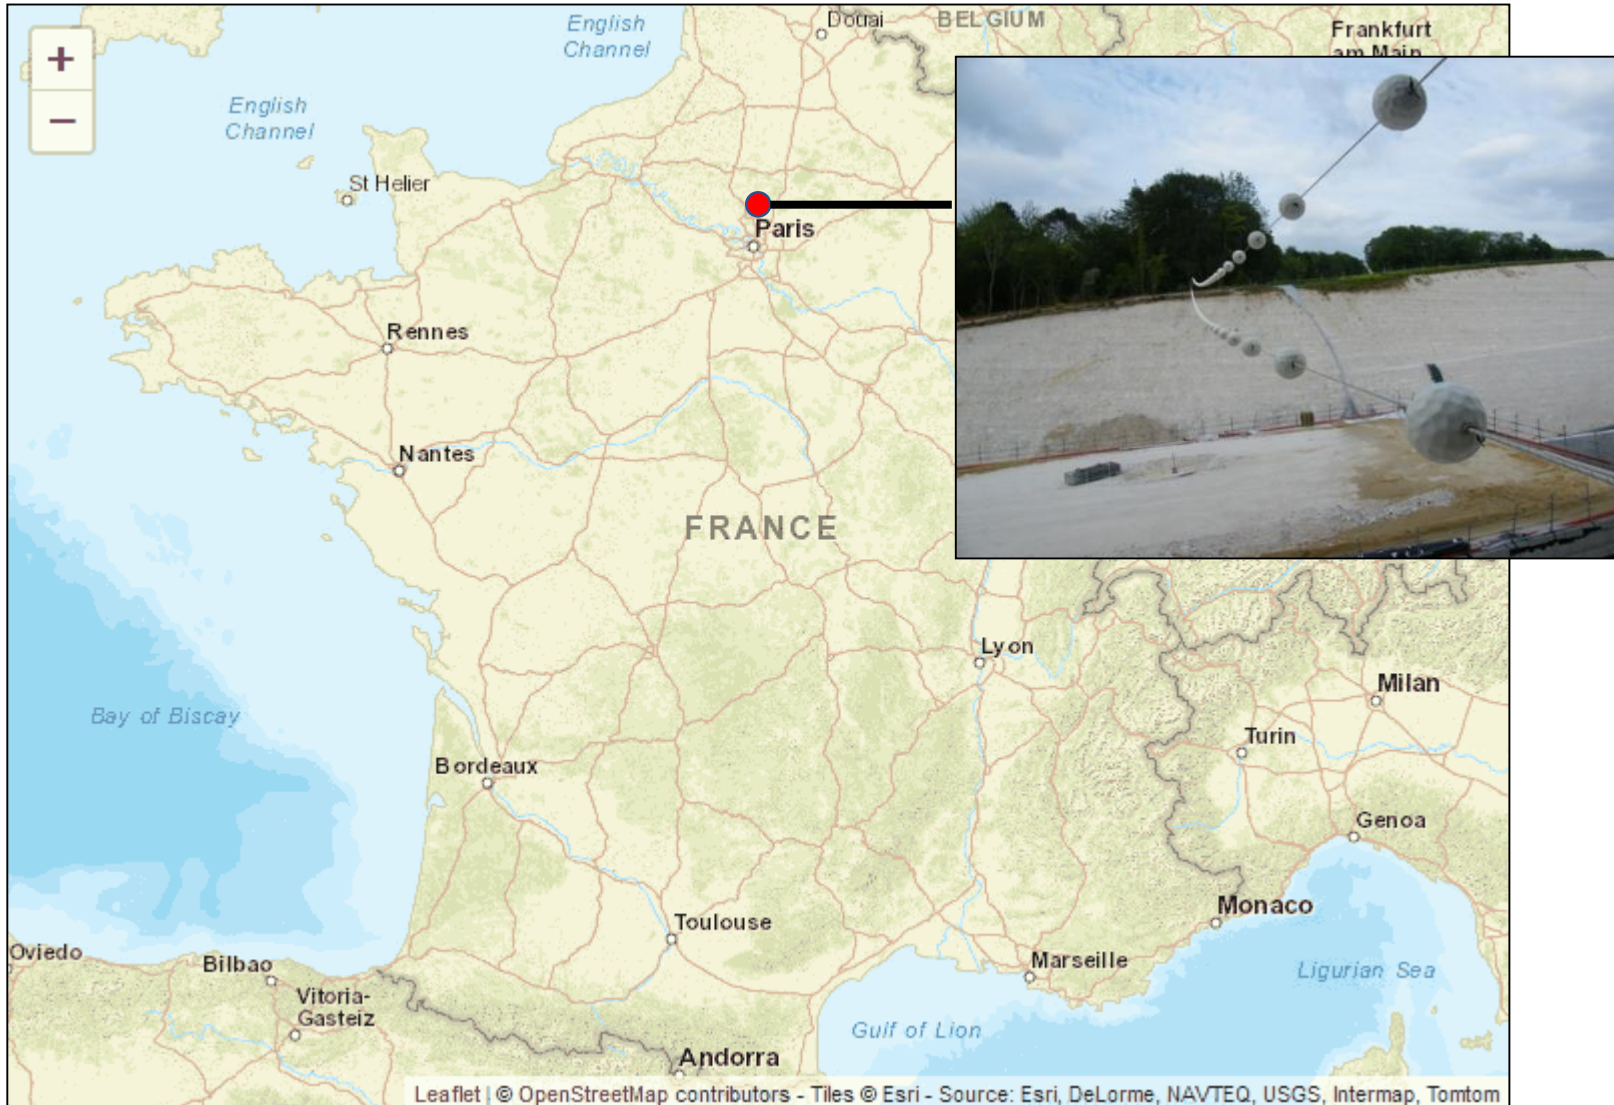 English
Channel
Douai
BELGIUM
Frankfurt
am Main
+
−
English
Channel
St Helier
Paris
Rennes
Nantes
FRANCE
Lyon
Milan
Bay of Biscay
Turin
Bordeaux
Genoa
Monaco
Toulouse
Oviedo
Bilbao
Marseille
Ligurian Sea
Vitoria-
Gasteiz
Gulf of Lion
Andorra
Leaflet | © OpenStreetMap contributors - Tiles © Esri - Source: Esri, DeLorme, NAVTEQ, USGS, Intermap, Tomtom